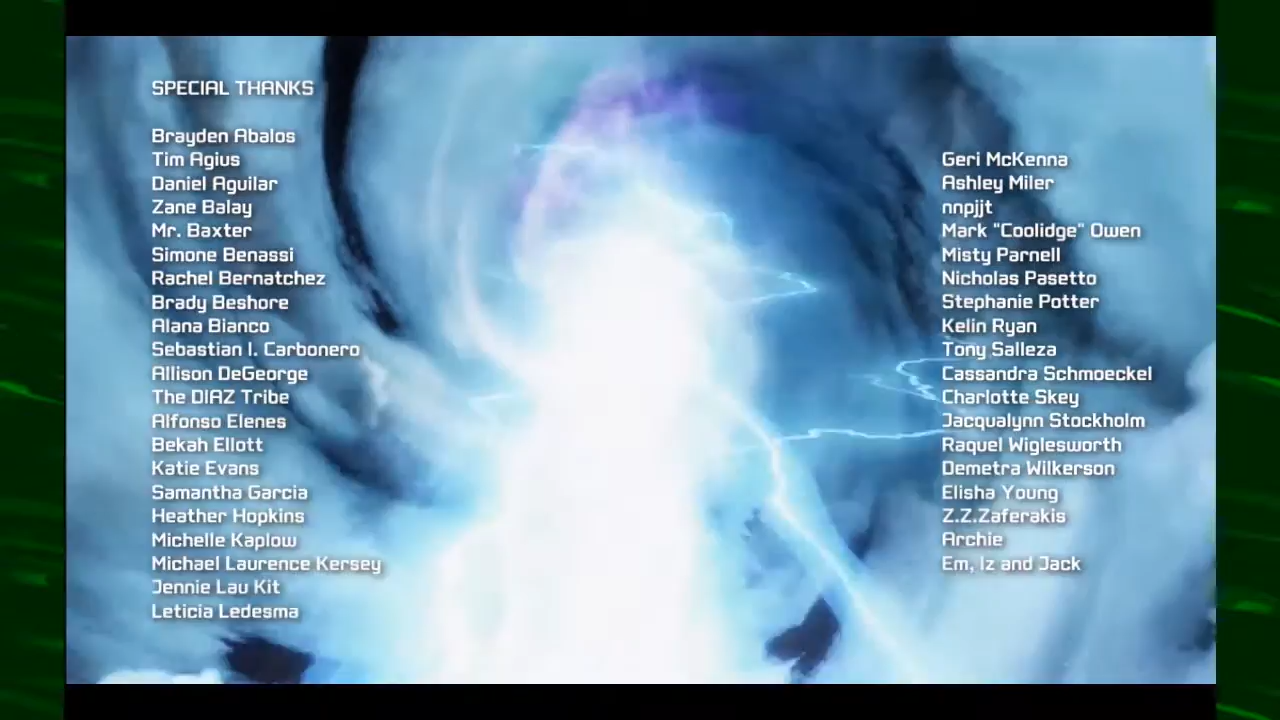 SPECIAL THANKS
Brayden Abalos
Tim Agius
Daniel Aguilar
Zane Balay
Mr. Baxter
Simone Benassi
Rachel Bernatchez
Brady Beshore
Alana Bianco
Sebastian I. Carbonero
Allison DeGeorge
The DIAZ Tribe
Alfonso Elenes
Bekah Ellott
Katie Evans
Samantha Garcia
Heather Hopkins
Michelle Kaplow
Michael Laurence Kersey
Jennie Lau Kit
Leticia Ledesma
Geri McKenna
Ashley Miler
nnpjjt
Mark "Coolidge" Owen
Misty Parnell
Nicholas Pasetto
Stephanie Potter
Kelin Ryan
Tony Salleza
Cassandra Schmoeckel
Charlotte Skey
Jacqualynn Stockholm
Raquel Wiglesworth
Demetra Wilkerson
Elisha Young
Z.Z.Zaferakis
Archie
Em, Iz and Jack